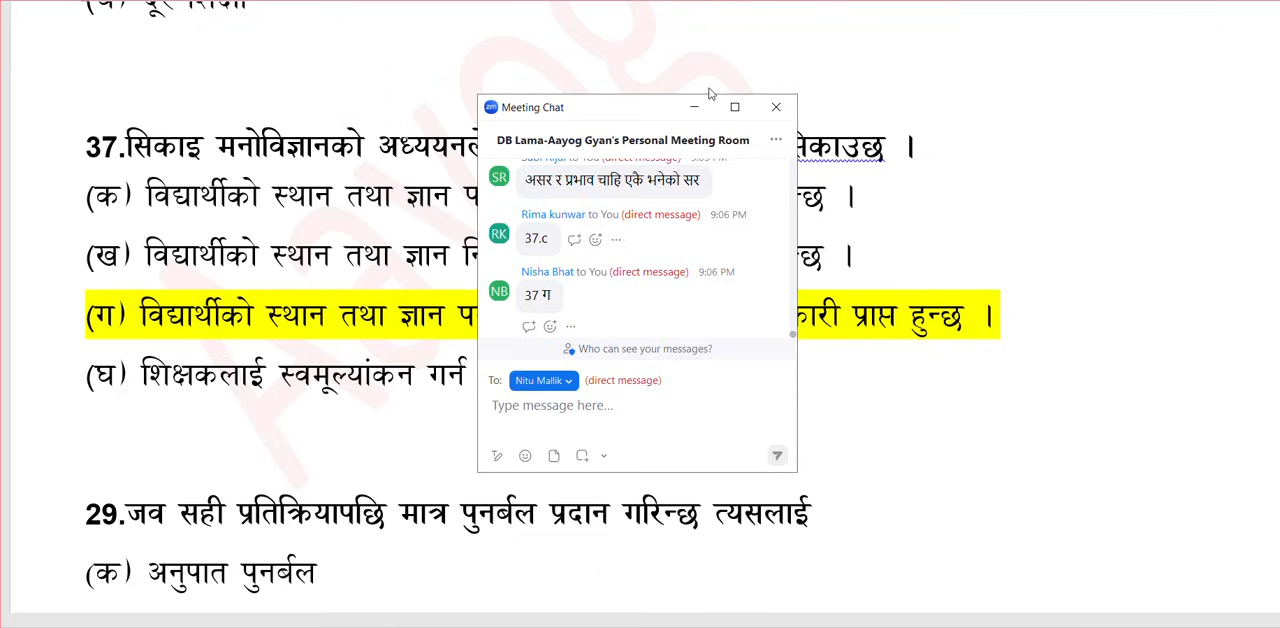 37.सिकाइ मनोविज्ञानको अध्ययनले सिकाउछ ।
(क) विद्यार्थीको स्थान तथा ज्ञान
(ख) विद्यार्थीको स्थान तथा ज्ञान
(ग) विद्यार्थीको स्थान तथा ज्ञान प्राप्त हुन्छ ।
(घ) शिक्षकलाई स्वमूल्यांकन गर्न
29.जव सही प्रतिक्रियापछि मात्र पुनर्बल प्रदान गरिन्छ त्यसलाई
(क) अनुपात पुनर्बल
zm Meeting Chat
DB Lama-Aayog Gyan's Personal Meeting Room
SR असर र प्रभाव चाहि एकै भनेको सर
Rima kunwar to You (direct message) 9:06 PM
RK 37.c
Nisha Bhat to You (direct message) 9:06 PM
NB 37 ग
Who can see your messages?
To: Nitu Mallik (direct message)
Type message here...